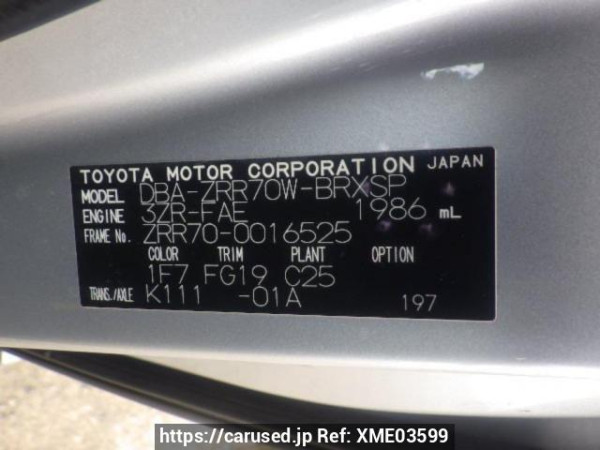 TOYOTA MOTOR CORPORATION JAPAN
MODEL DBA-ZRR70W-BRXSP
ENGINE 3ZR-FAE 1986 mL
FRAME No. ZRR70-0016525
COLOR TRIM PLANT OPTION
1F7 FG19 C25
TRANS./AXLE K111 -01A 197
https://carused.jp Ref: XME03599